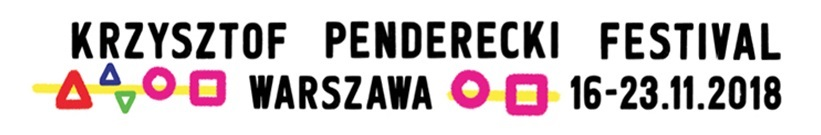 KRZYSZTOF PENDERECKI FESTIVAL
WARSZAWA 16-23.11.2018